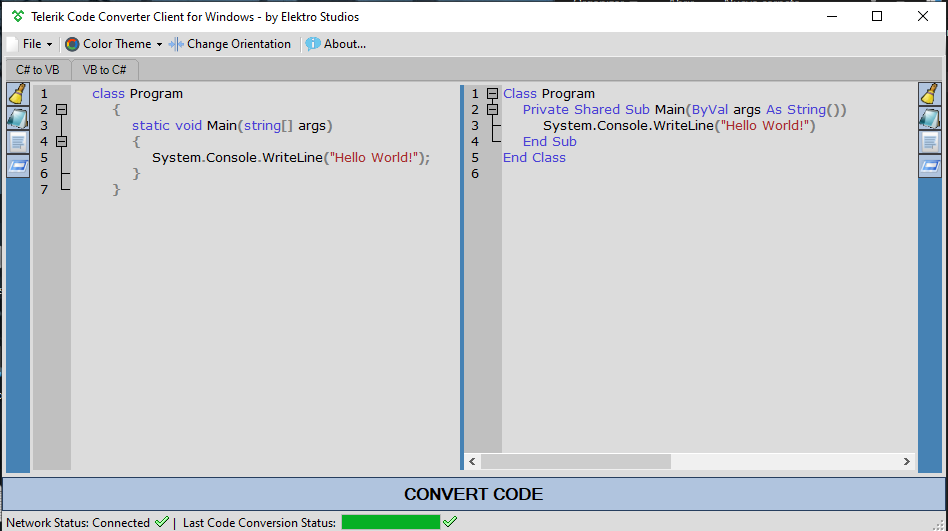 Telerik Code Converter Client for Windows - by Elektro Studios
File Color Theme Change Orientation About...
C# to VB VB to C#
1 class Program
2 {
3 static void Main(string[] args)
4 {
5 System.Console.WriteLine("Hello World!");
6 }
7 }
1 Class Program
2 Private Shared Sub Main(ByVal args As String())
3 System.Console.WriteLine("Hello World!")
4 End Sub
5 End Class
6
CONVERT CODE
Network Status: Connected | Last Code Conversion Status: